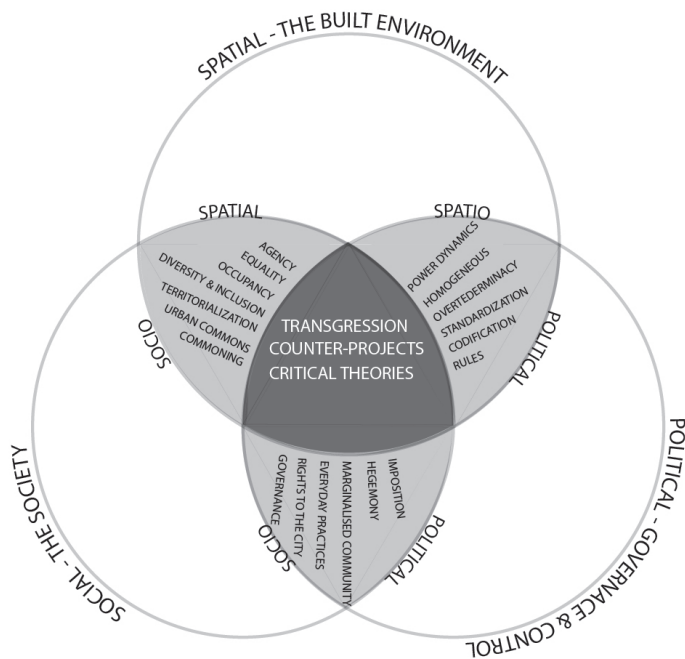 SPATIAL - THE BUILT ENVIRONMENT
SPATIAL
SOCIO
AGENCY
EQUALITY
OCCUPANCY
DIVERSITY & INCLUSION
TERRITORIALIZATION
URBAN COMMONS
COMMONING
SPATIO
POLITICAL
POWER DYNAMICS
HOMOGENEOUS
OVERTEDERMINACY
STANDARDIZATION
CODIFICATION
RULES
TRANSGRESSION
COUNTER-PROJECTS
CRITICAL THEORIES
GOVERNANCE
RIGHTS TO THE CITY
EVERYDAY PRACTICES
MARGINALISED COMMUNITY
HEGEMONY
IMPOSITION
SOCIO
POLITICAL
SOCIAL - THE SOCIETY
POLITICAL - GOVERNACE & CONTROL